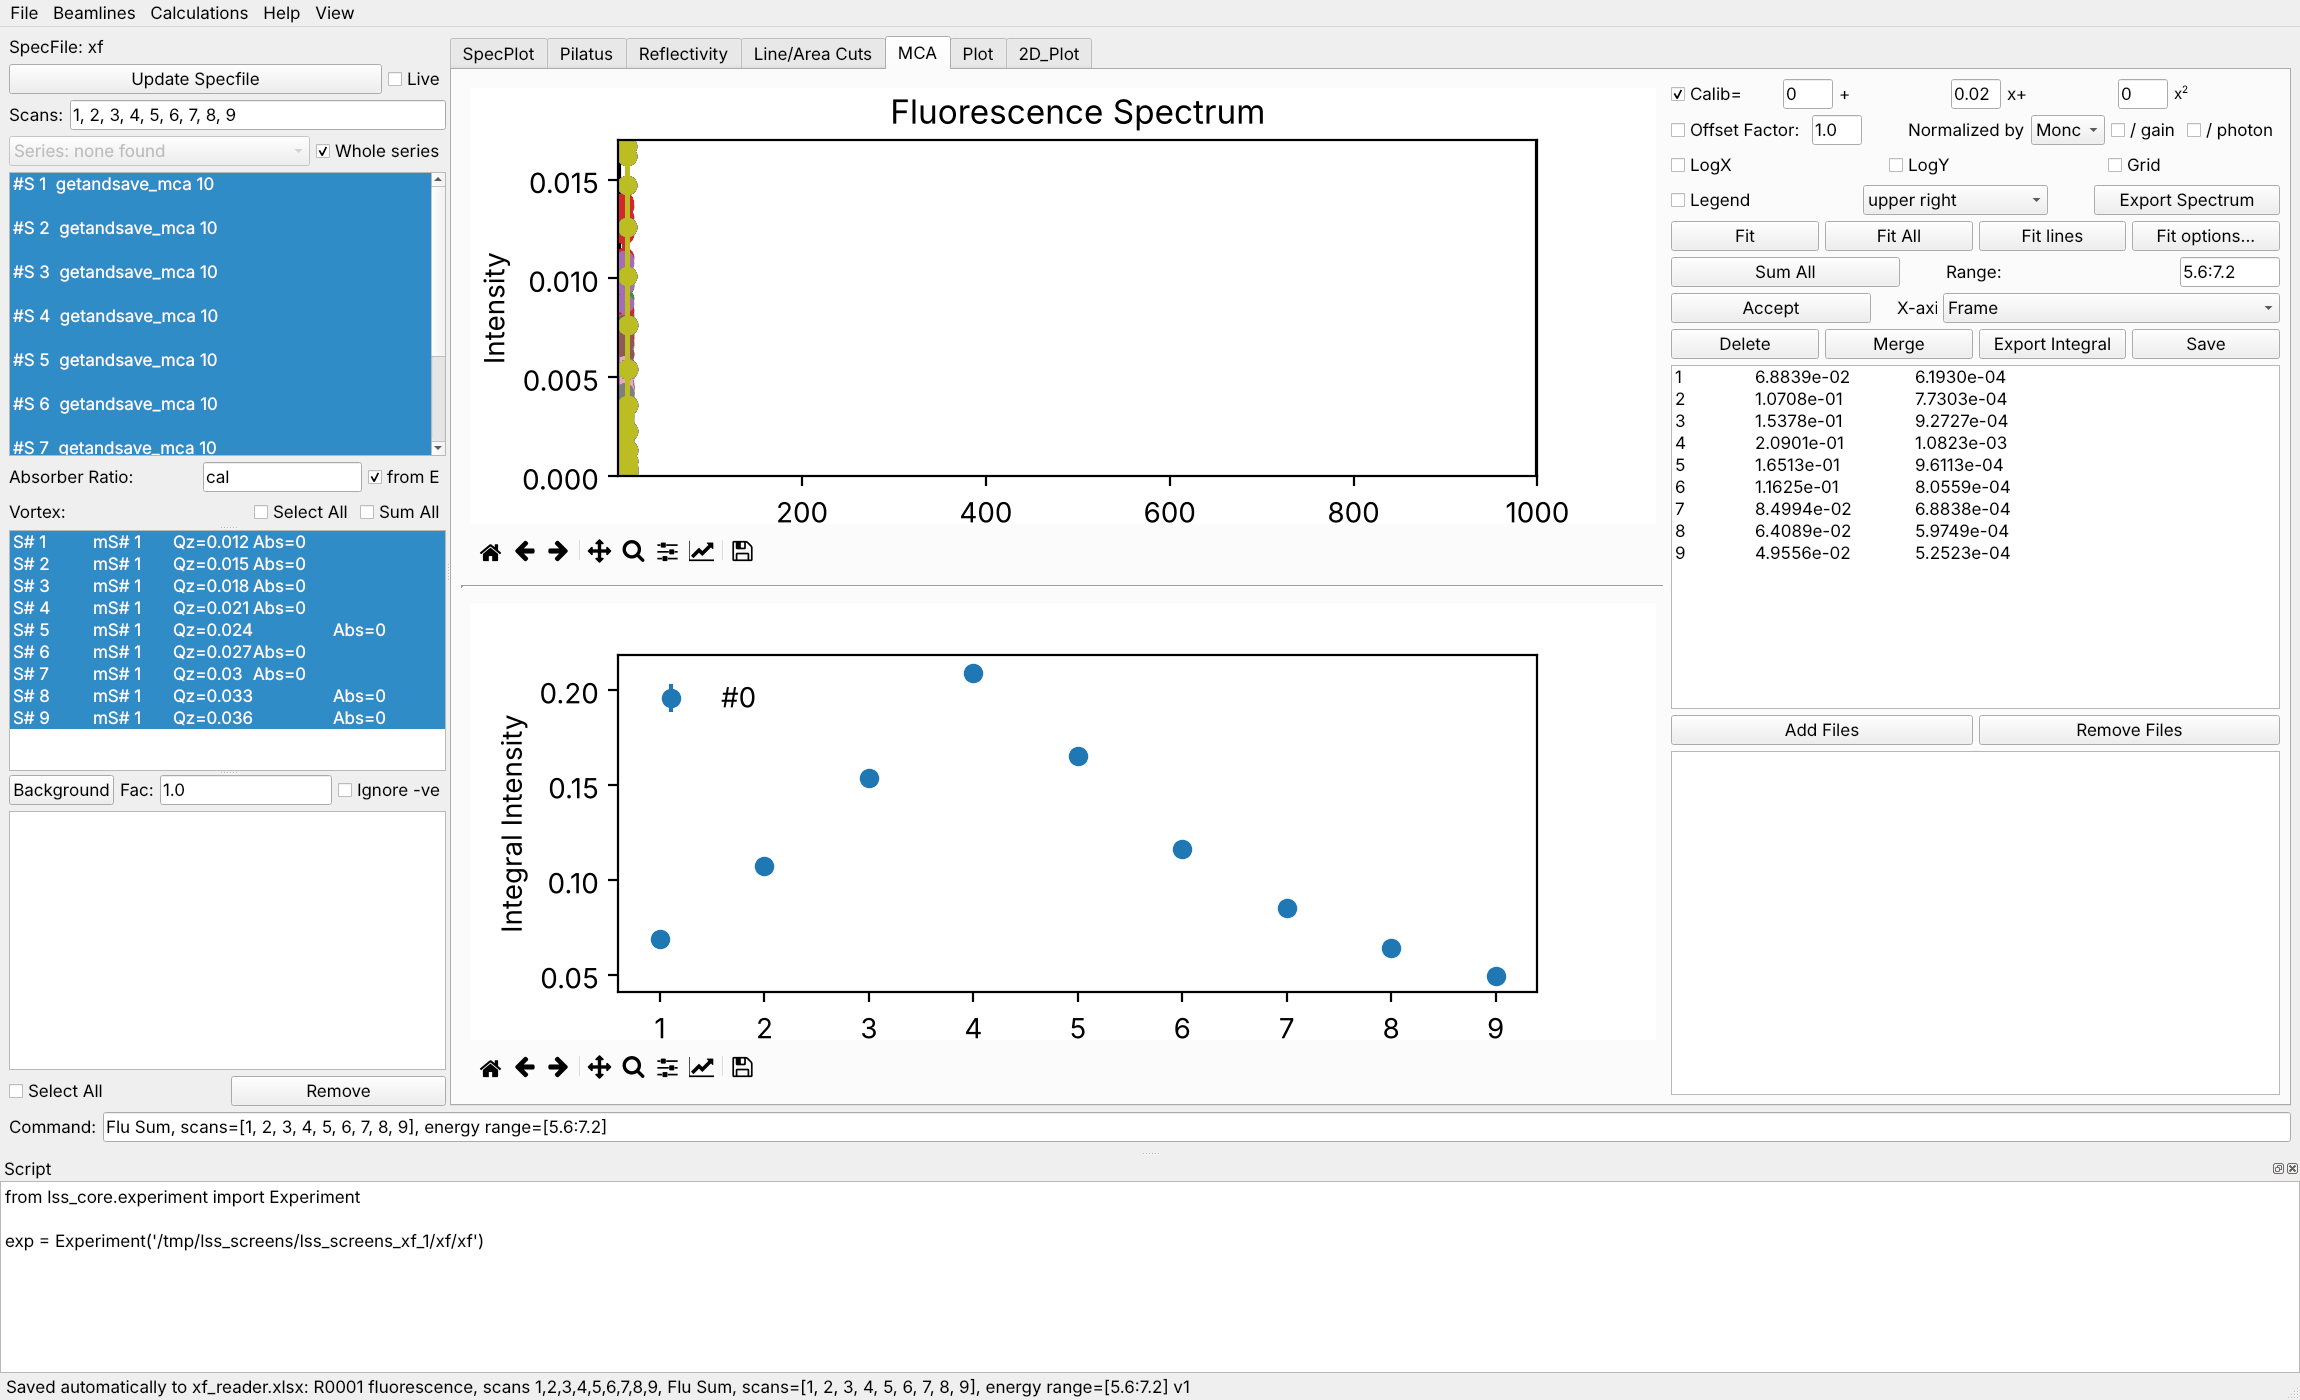 File Beamlines Calculations Help View
SpecFile: xf
Update Specfile Live
Scans: 1, 2, 3, 4, 5, 6, 7, 8, 9
Series: none found Whole series
#S 1 getandsave_mca 10
#S 2 getandsave_mca 10
#S 3 getandsave_mca 10
#S 4 getandsave_mca 10
#S 5 getandsave_mca 10
#S 6 getandsave_mca 10
#S 7 getandsave_mca 10
Absorber Ratio: cal from E
Vortex: Select All Sum All
S# 1 mS# 1 Qz=0.012 Abs=0
S# 2 mS# 1 Qz=0.015 Abs=0
S# 3 mS# 1 Qz=0.018 Abs=0
S# 4 mS# 1 Qz=0.021 Abs=0
S# 5 mS# 1 Qz=0.024 Abs=0
S# 6 mS# 1 Qz=0.027 Abs=0
S# 7 mS# 1 Qz=0.03 Abs=0
S# 8 mS# 1 Qz=0.033 Abs=0
S# 9 mS# 1 Qz=0.036 Abs=0
Background Fac: 1.0 Ignore -ve
Select All Remove
SpecPlot Pilatus Reflectivity Line/Area Cuts MCA Plot 2D_Plot
Fluorescence Spectrum
Intensity
0.015
0.010
0.005
0.000
200 400 600 800 1000
Integral Intensity
#0
0.20
0.15
0.10
0.05
1 2 3 4 5 6 7 8 9
Calib= 0 + 0.02 x+ 0 x²
Offset Factor: 1.0 Normalized by Monc / gain / photon
LogX LogY Grid
Legend upper right Export Spectrum
Fit Fit All Fit lines Fit options...
Sum All Range: 5.6:7.2
Accept X-axi Frame
Delete Merge Export Integral Save
1 6.8839e-02 6.1930e-04
2 1.0708e-01 7.7303e-04
3 1.5378e-01 9.2727e-04
4 2.0901e-01 1.0823e-03
5 1.6513e-01 9.6113e-04
6 1.1625e-01 8.0559e-04
7 8.4994e-02 6.8838e-04
8 6.4089e-02 5.9749e-04
9 4.9556e-02 5.2523e-04
Add Files Remove Files
Command: Flu Sum, scans=[1, 2, 3, 4, 5, 6, 7, 8, 9], energy range=[5.6:7.2]
Script
from lss_core.experiment import Experiment
exp = Experiment('/tmp/lss_screens/lss_screens_xf_1/xf/xf')
Saved automatically to xf_reader.xlsx: R0001 fluorescence, scans 1,2,3,4,5,6,7,8,9, Flu Sum, scans=[1, 2, 3, 4, 5, 6, 7, 8, 9], energy range=[5.6:7.2] v1